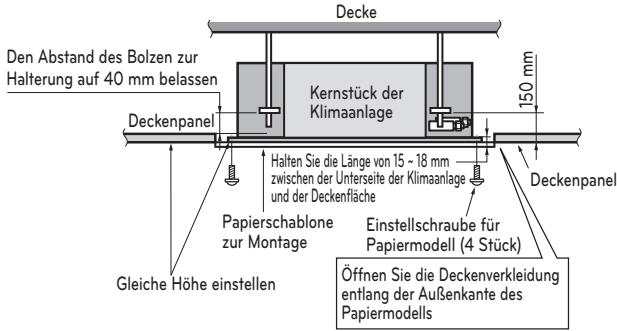 Decke
Den Abstand des Bolzen zur
Halterung auf 40 mm belassen
Kernstück der
Klimaanlage
150 mm
Deckenpanel
Halten Sie die Länge von 15 ~ 18 mm
zwischen der Unterseite der Klimaanlage
und der Deckenfläche
Deckenpanel
Papierschablone
zur Montage
Einstellschraube für
Papiermodell (4 Stück)
Gleiche Höhe einstellen
Öffnen Sie die Deckenverkleidung
entlang der Außenkante des
Papiermodells